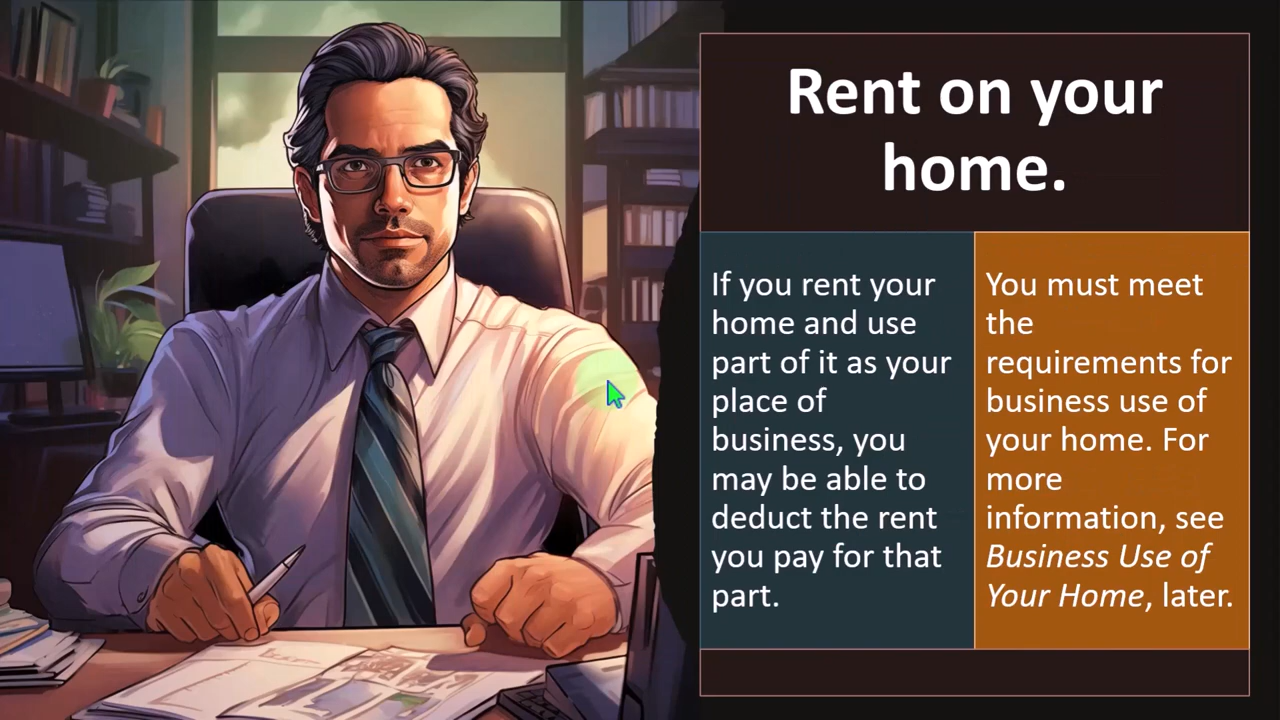 Rent on your
home.
If you rent your
home and use
part of it as your
place of
business, you
may be able to
deduct the rent
you pay for that
part.
You must meet
the
requirements for
business use of
your home. For
more
information, see
Business Use of
Your Home, later.